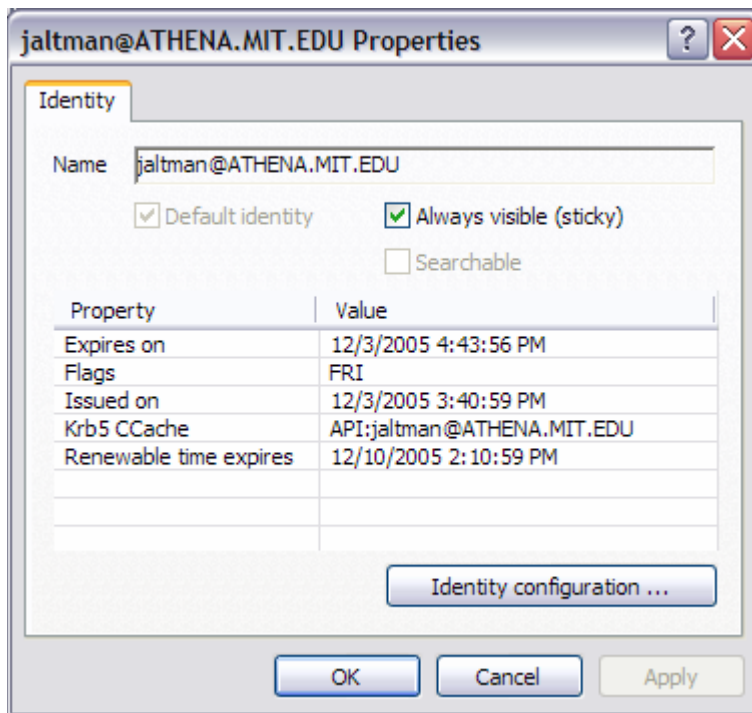 jaltman@ATHENA.MIT.EDU Properties
Identity
Name jaltman@ATHENA.MIT.EDU
Default identity Always visible (sticky)
Searchable
Property Value
Expires on 12/3/2005 4:43:56 PM
Flags FRI
Issued on 12/3/2005 3:40:59 PM
Krb5 CCache API:jaltman@ATHENA.MIT.EDU
Renewable time expires 12/10/2005 2:10:59 PM
Identity configuration ...
OK Cancel Apply